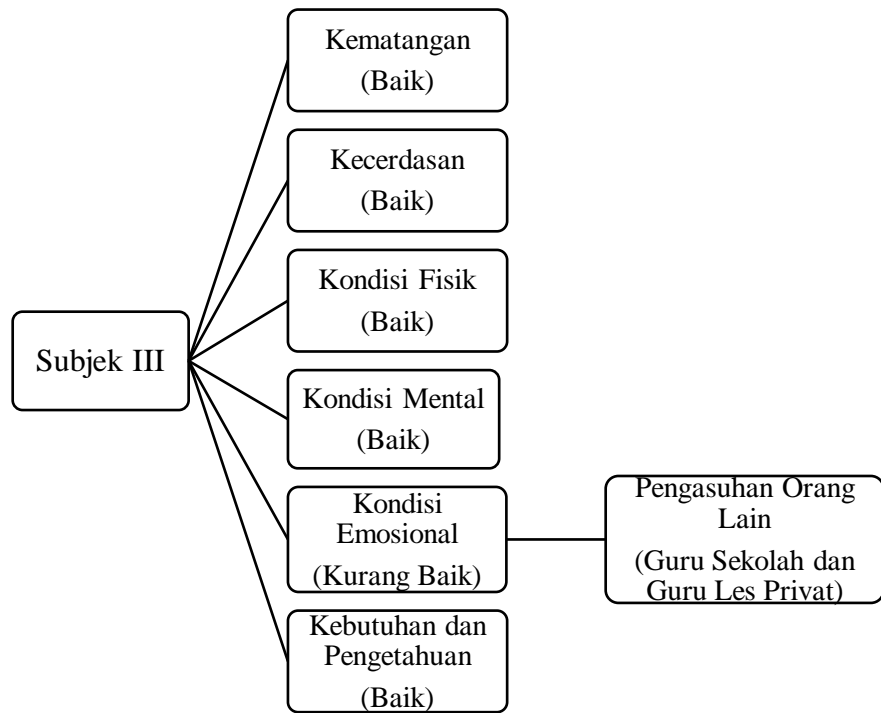 Kematangan
(Baik)
Kecerdasan
(Baik)
Kondisi Fisik
(Baik)
Subjek III
Kondisi Mental
(Baik)
Kondisi
Emosional
(Kurang Baik)
Pengasuhan Orang
Lain
(Guru Sekolah dan
Guru Les Privat)
Kebutuhan dan
Pengetahuan
(Baik)